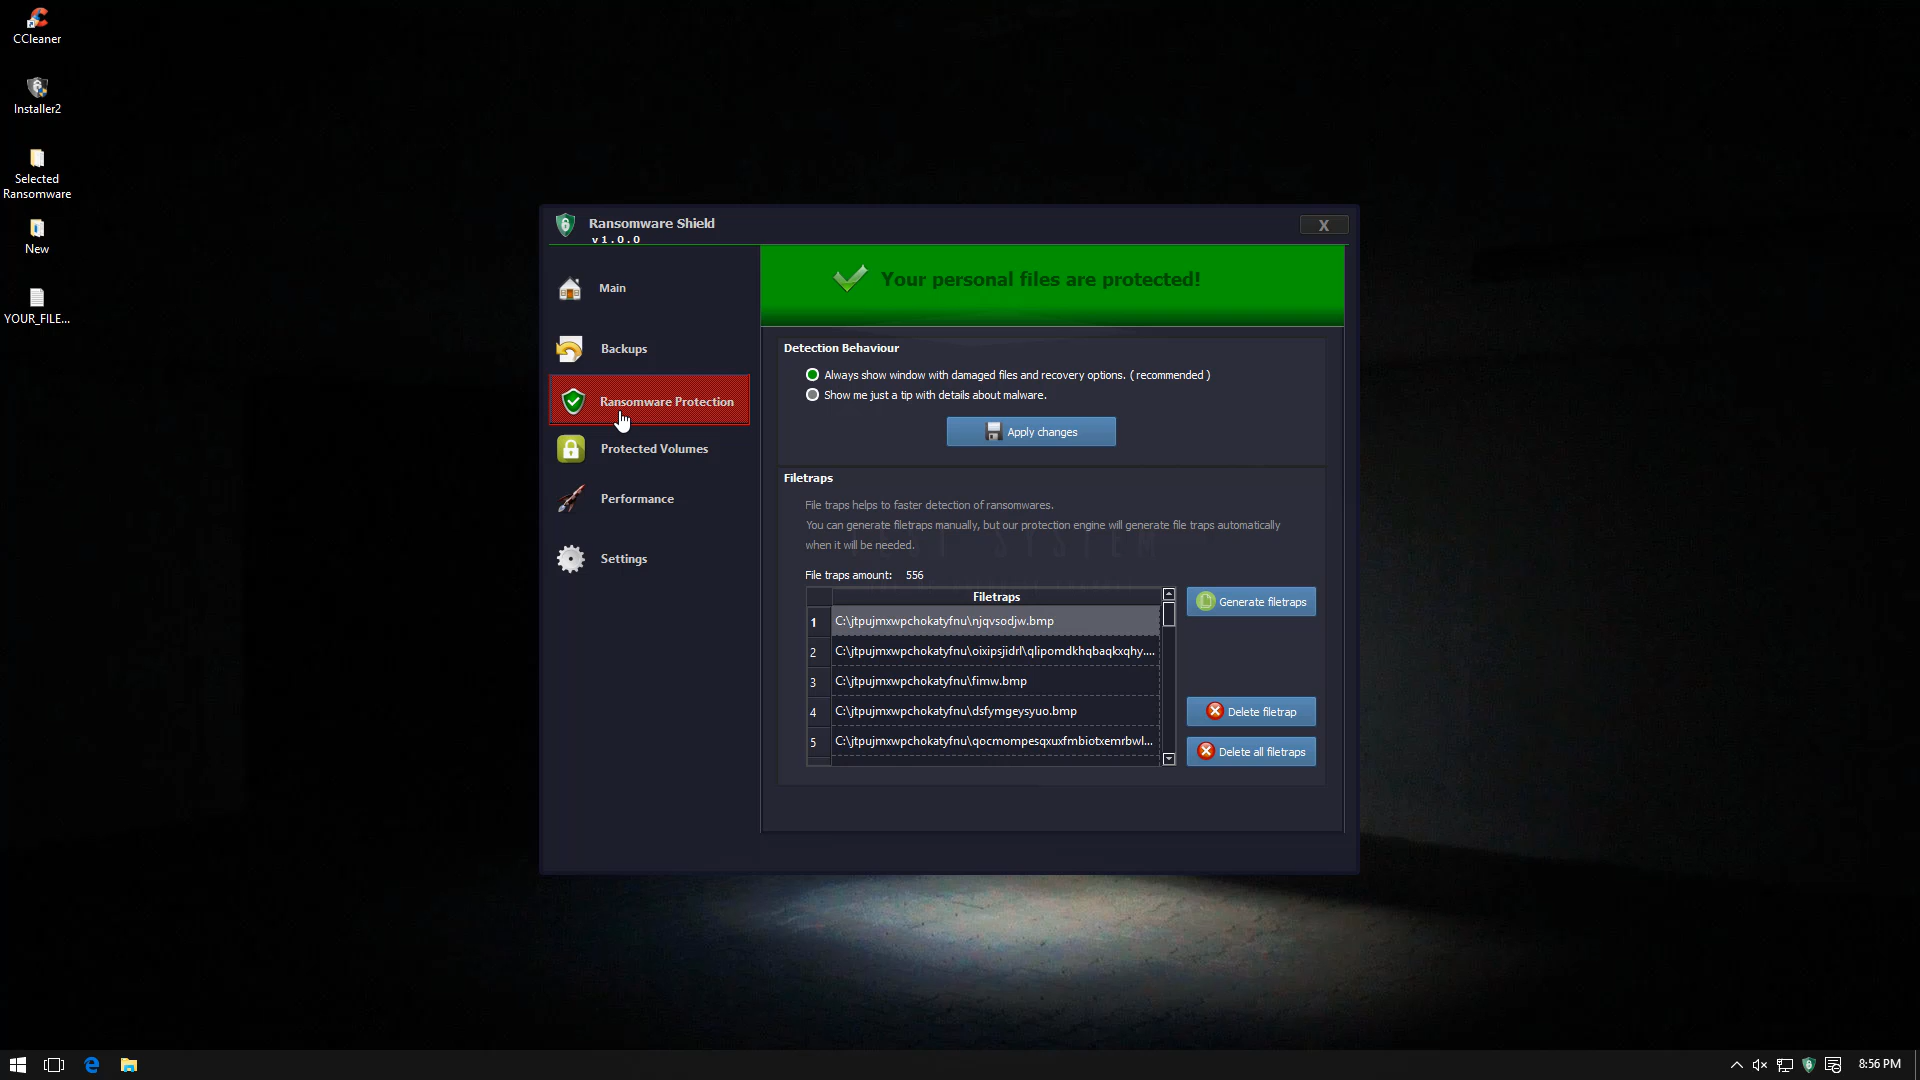 CCleaner
Installer2
Selected
Ransomware
New
YOUR_FILE...
Ransomware Shield
v1.0.0
X
Main
Backups
Ransomware Protection
Protected Volumes
Performance
Settings
Your personal files are protected!
Detection Behaviour
Always show window with damaged files and recovery options. ( recommended )
Show me just a tip with details about malware.
Apply changes
Filetraps
File traps helps to faster detection of ransomwares.
You can generate filetraps manually, but our protection engine will generate file traps automatically
when it will be needed.
SYSTEM
File traps amount: 556
Filetraps
1 C:\jtpujmxwpchokatyfnu\njqvsodjw.bmp
2 C:\jtpujmxwpchokatyfnu\oixipsjidrl\qlipomdkhqbaqkxqhy....
3 C:\jtpujmxwpchokatyfnu\fimw.bmp
4 C:\jtpujmxwpchokatyfnu\dsfymgeysyuo.bmp
5 C:\jtpujmxwpchokatyfnu\qocmompesqxuxfmbiotxemrbwl...
Generate filetraps
Delete filetrap
Delete all filetraps
8:56 PM